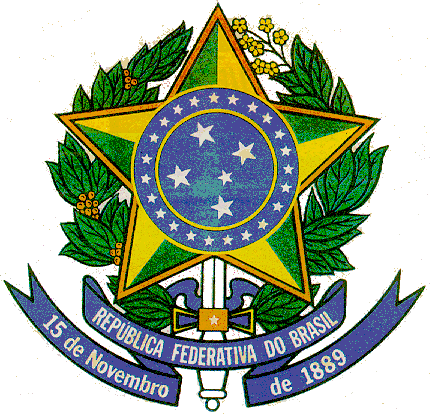 REPÚBLICA FEDERATIVA DO BRASIL
15 de Novembro de 1889